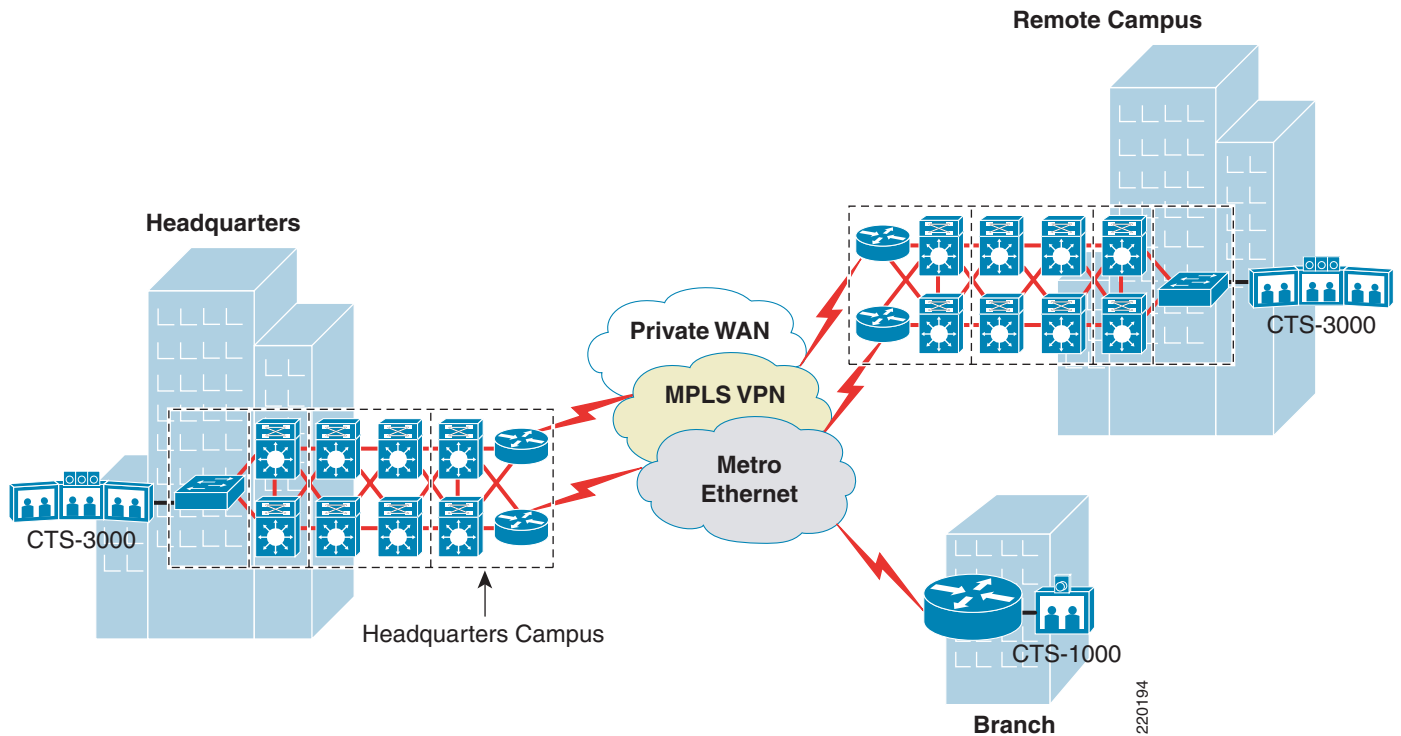 Remote Campus
Headquarters
Private WAN
MPLS VPN
Metro
Ethernet
CTS-3000
CTS-3000
Headquarters Campus
CTS-1000
Branch
220194